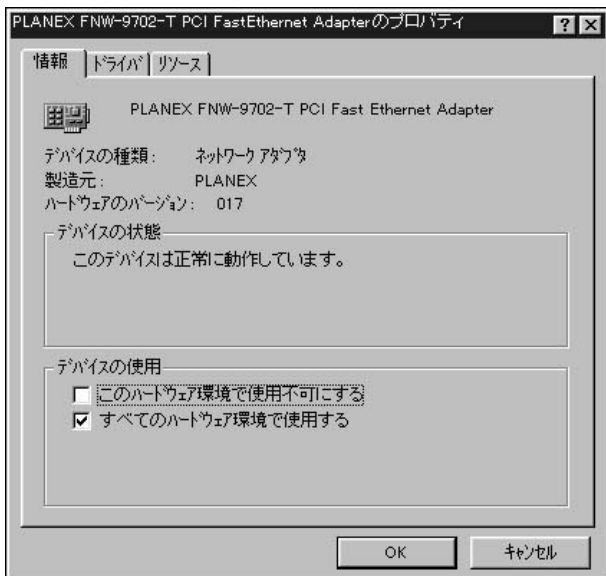 PLANEX FNW-9702-T PCI FastEthernet Adapterのプロパティ
情報 ドライバ リソース
PLANEX FNW-9702-T PCI Fast Ethernet Adapter
デバイスの種類: ネットワーク アダプタ
製造元: PLANEX
ハードウェアのバージョン: 017
デバイスの状態
このデバイスは正常に動作しています。
デバイスの使用
このハードウェア環境で使用不可にする
すべてのハードウェア環境で使用する
OK キャンセル